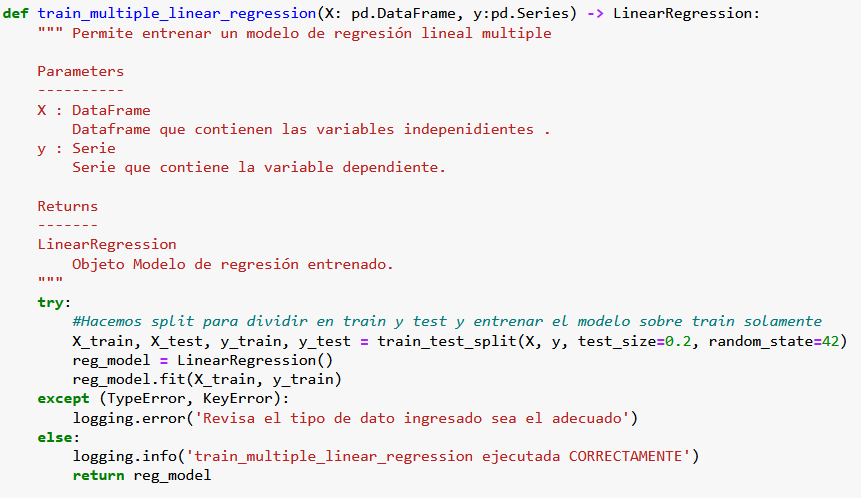 def train_multiple_linear_regression(X: pd.DataFrame, y:pd.Series) -> LinearRegression:
    """ Permite entrenar un modelo de regresión lineal multiple

    Parameters
    ----------
    X : DataFrame
        Dataframe que contienen las variables indepenidientes .
    y : Serie
        Serie que contiene la variable dependiente.

    Returns
    -------
    LinearRegression
        Objeto Modelo de regresión entrenado.
    """
    try:
        #Hacemos split para dividir en train y test y entrenar el modelo sobre train solamente
        X_train, X_test, y_train, y_test = train_test_split(X, y, test_size=0.2, random_state=42)
        reg_model = LinearRegression()
        reg_model.fit(X_train, y_train)
    except (TypeError, KeyError):
        logging.error('Revisa el tipo de dato ingresado sea el adecuado')
    else:
        logging.info('train_multiple_linear_regression ejecutada CORRECTAMENTE')
        return reg_model